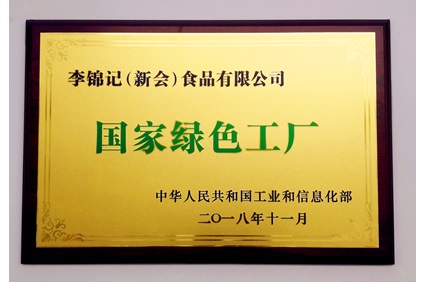 李锦记（新会）食品有限公司
国家绿色工厂
中华人民共和国工业和信息化部
二〇一八年十一月